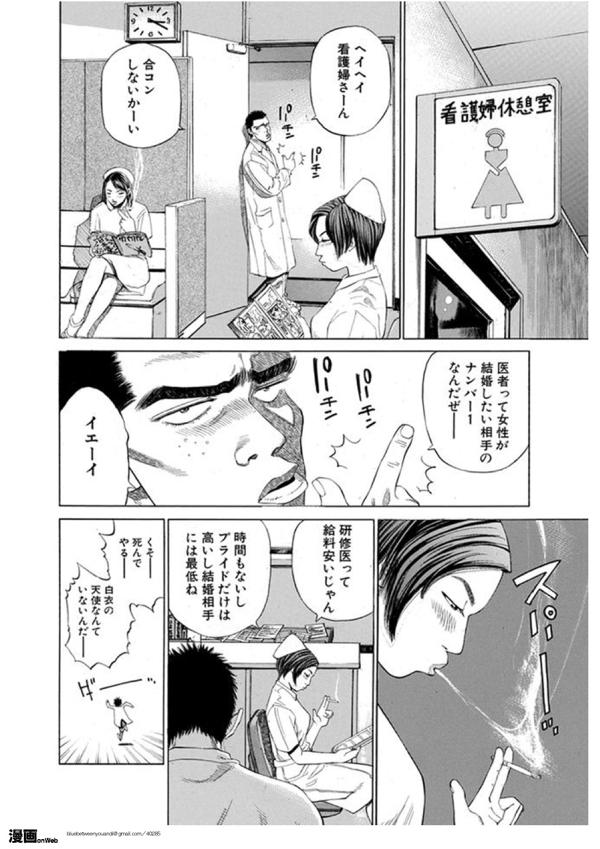 看護婦休憩室
ヘイヘイ
看護婦さーん
パーチン
パーチン
合コン
しないかーい
医者って女性が
結婚したい相手の
ナンバー1
なんだぜ――
パーチン
パーチン
イエーイ
研修医って
給料安いじゃん
時間もないし
プライドだけは
高いし結婚相手
には最低ね
くそー
死んで
やる――
白衣の
天使なんて
いないんだ――
ダーーー
漫画 on Web
bluebetweenyouandi@gmail.com／40285